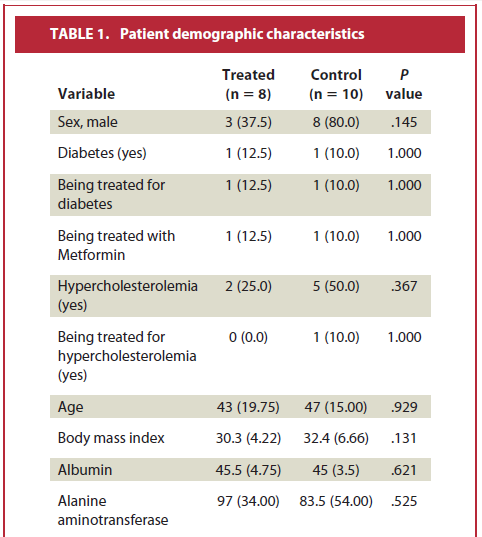 TABLE 1. Patient demographic characteristics
Treated Control P
Variable (n = 8) (n = 10) value
Sex, male 3 (37.5) 8 (80.0) .145
Diabetes (yes) 1 (12.5) 1 (10.0) 1.000
Being treated for 1 (12.5) 1 (10.0) 1.000
diabetes
Being treated with 1 (12.5) 1 (10.0) 1.000
Metformin
Hypercholesterolemia 2 (25.0) 5 (50.0) .367
(yes)
Being treated for 0 (0.0) 1 (10.0) 1.000
hypercholesterolemia
(yes)
Age 43 (19.75) 47 (15.00) .929
Body mass index 30.3 (4.22) 32.4 (6.66) .131
Albumin 45.5 (4.75) 45 (3.5) .621
Alanine 97 (34.00) 83.5 (54.00) .525
aminotransferase